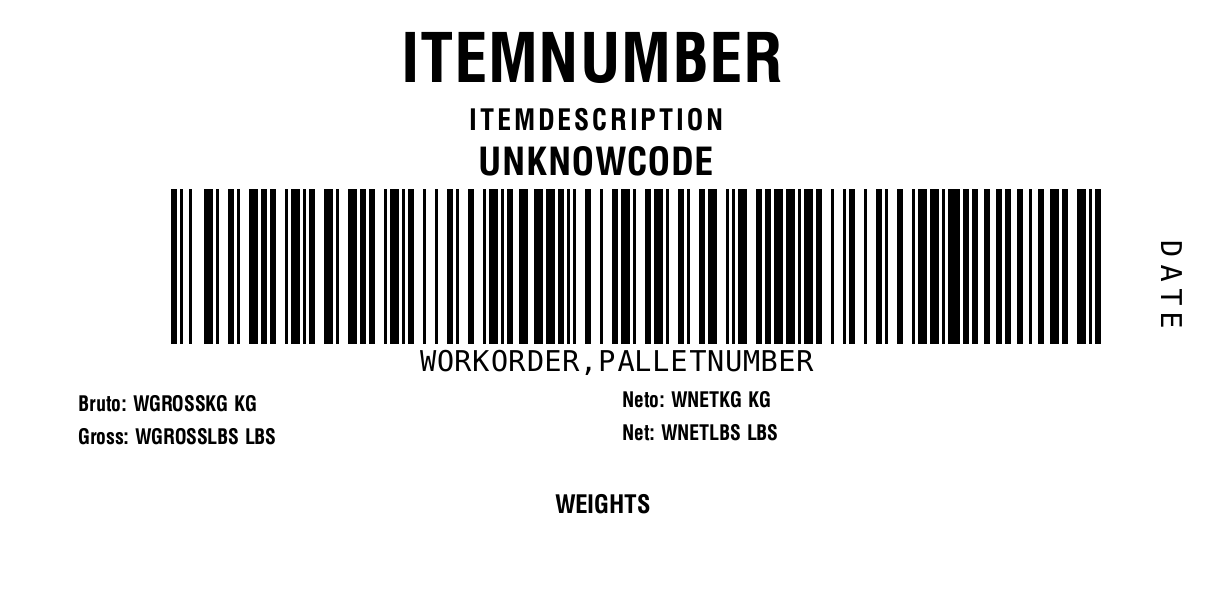 ITEMNUMBER
ITEMDESCRIPTION
UNKNOWCODE
DATE
WORKORDER,PALLETNUMBER
Bruto: WGROSSKG KG
Neto: WNETKG KG
Gross: WGROSSLBS LBS
Net: WNETLBS LBS
WEIGHTS